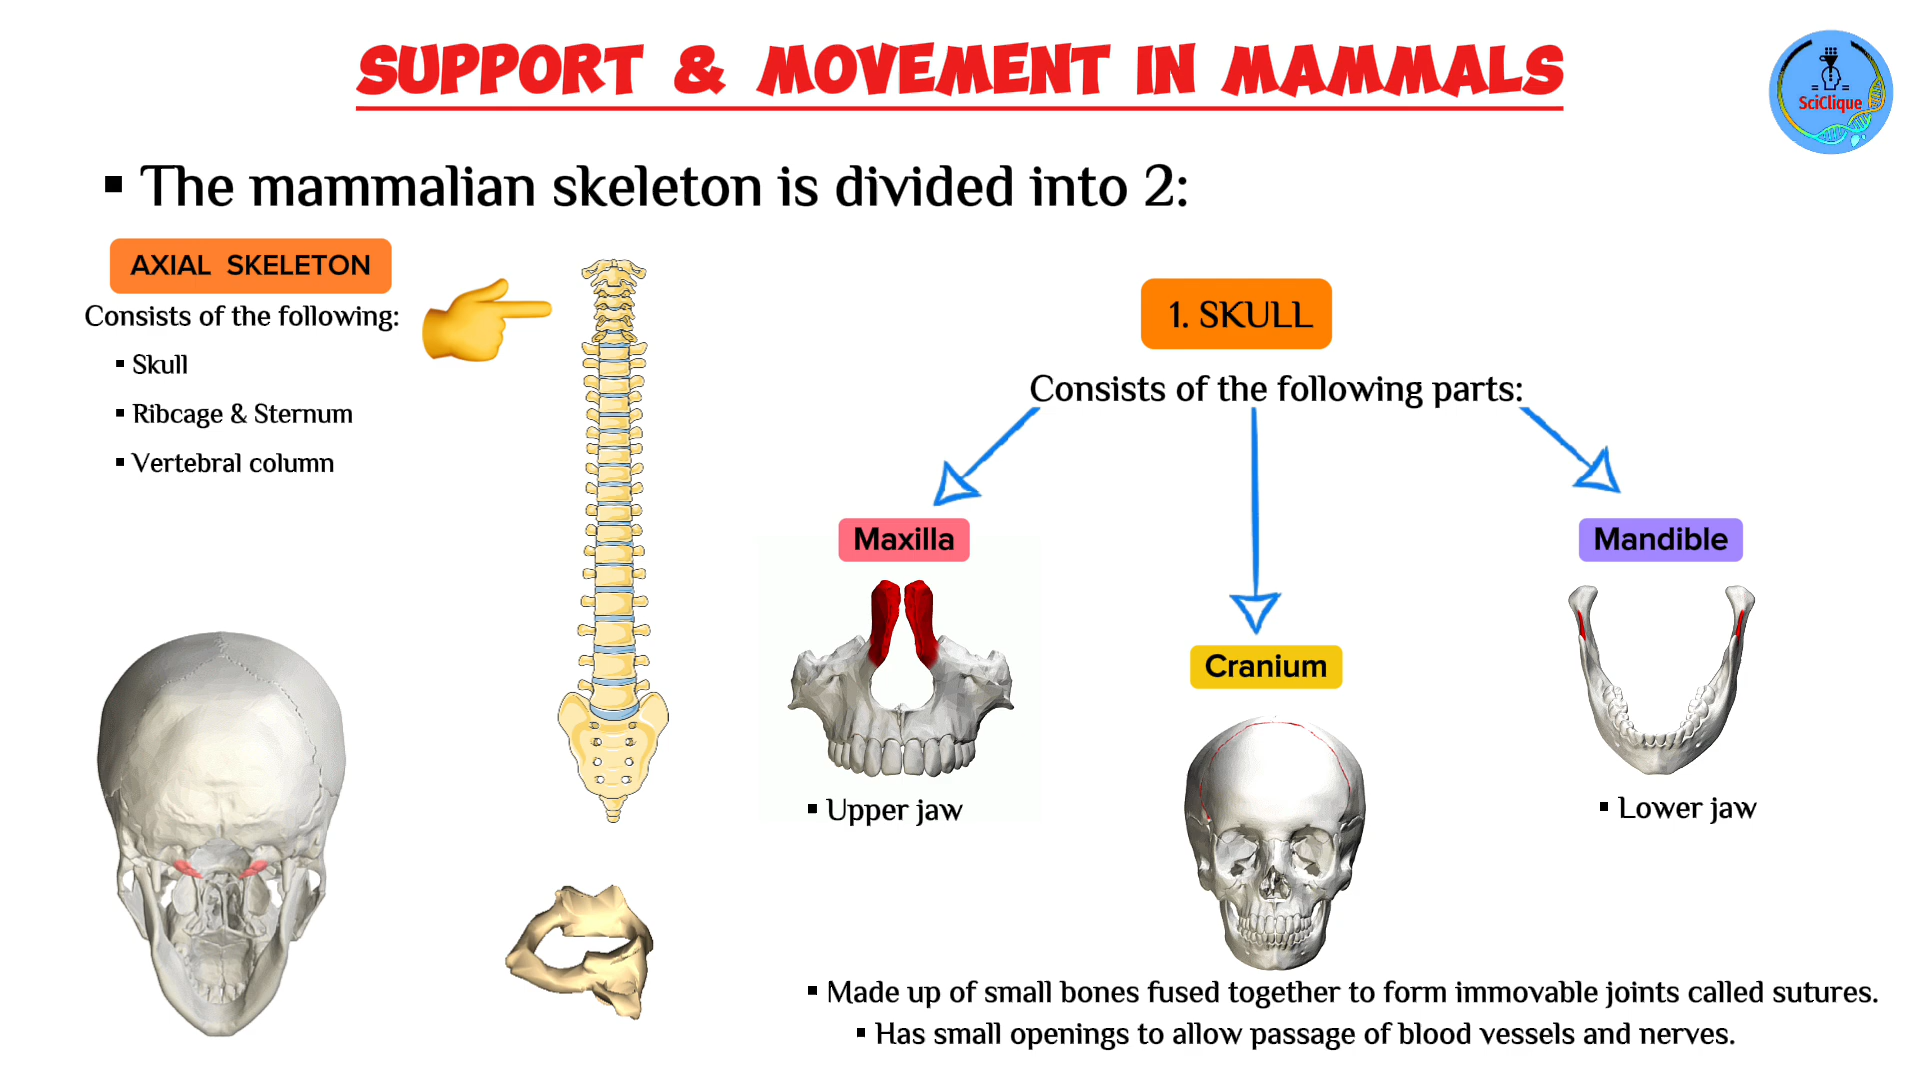 SUPPORT & MOVEMENT IN MAMMALS
SciClique
▪ The mammalian skeleton is divided into 2:
AXIAL SKELETON
Consists of the following:
▪ Skull
▪ Ribcage & Sternum
▪ Vertebral column
1. SKULL
Consists of the following parts:
Maxilla
▪ Upper jaw
Cranium
Mandible
▪ Lower jaw
▪ Made up of small bones fused together to form immovable joints called sutures.
▪ Has small openings to allow passage of blood vessels and nerves.